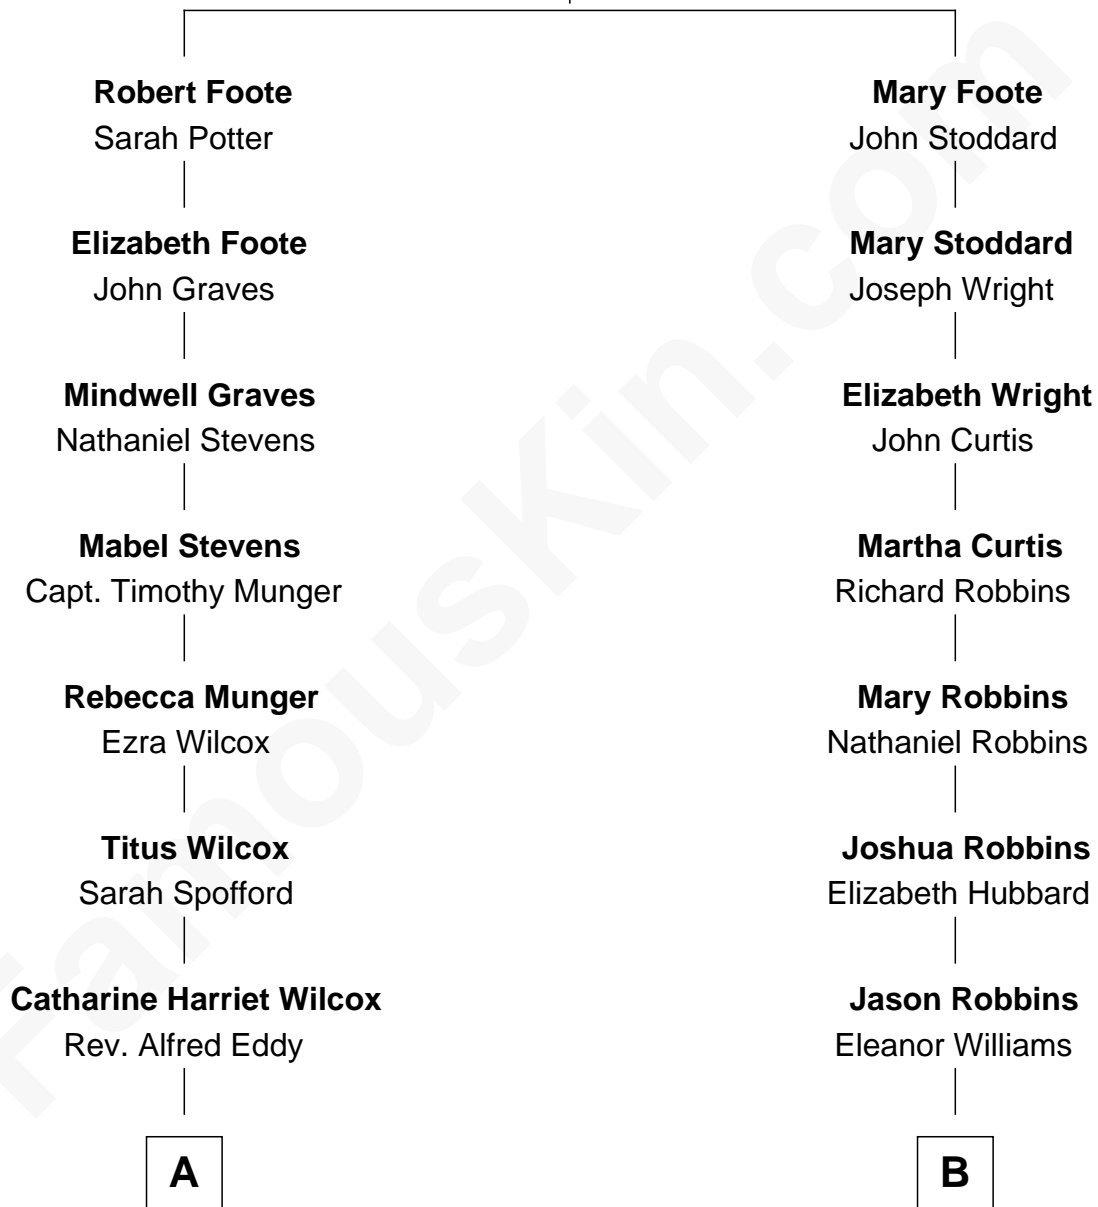 Robert Foote
Sarah Potter
Mary Foote
John Stoddard
Elizabeth Foote
John Graves
Mary Stoddard
Joseph Wright
Mindwell Graves
Nathaniel Stevens
Elizabeth Wright
John Curtis
Mabel Stevens
Capt. Timothy Munger
Martha Curtis
Richard Robbins
Rebecca Munger
Ezra Wilcox
Mary Robbins
Nathaniel Robbins
Titus Wilcox
Sarah Spofford
Joshua Robbins
Elizabeth Hubbard
Catharine Harriet Wilcox
Rev. Alfred Eddy
Jason Robbins
Eleanor Williams
A
B
FamousKin.com